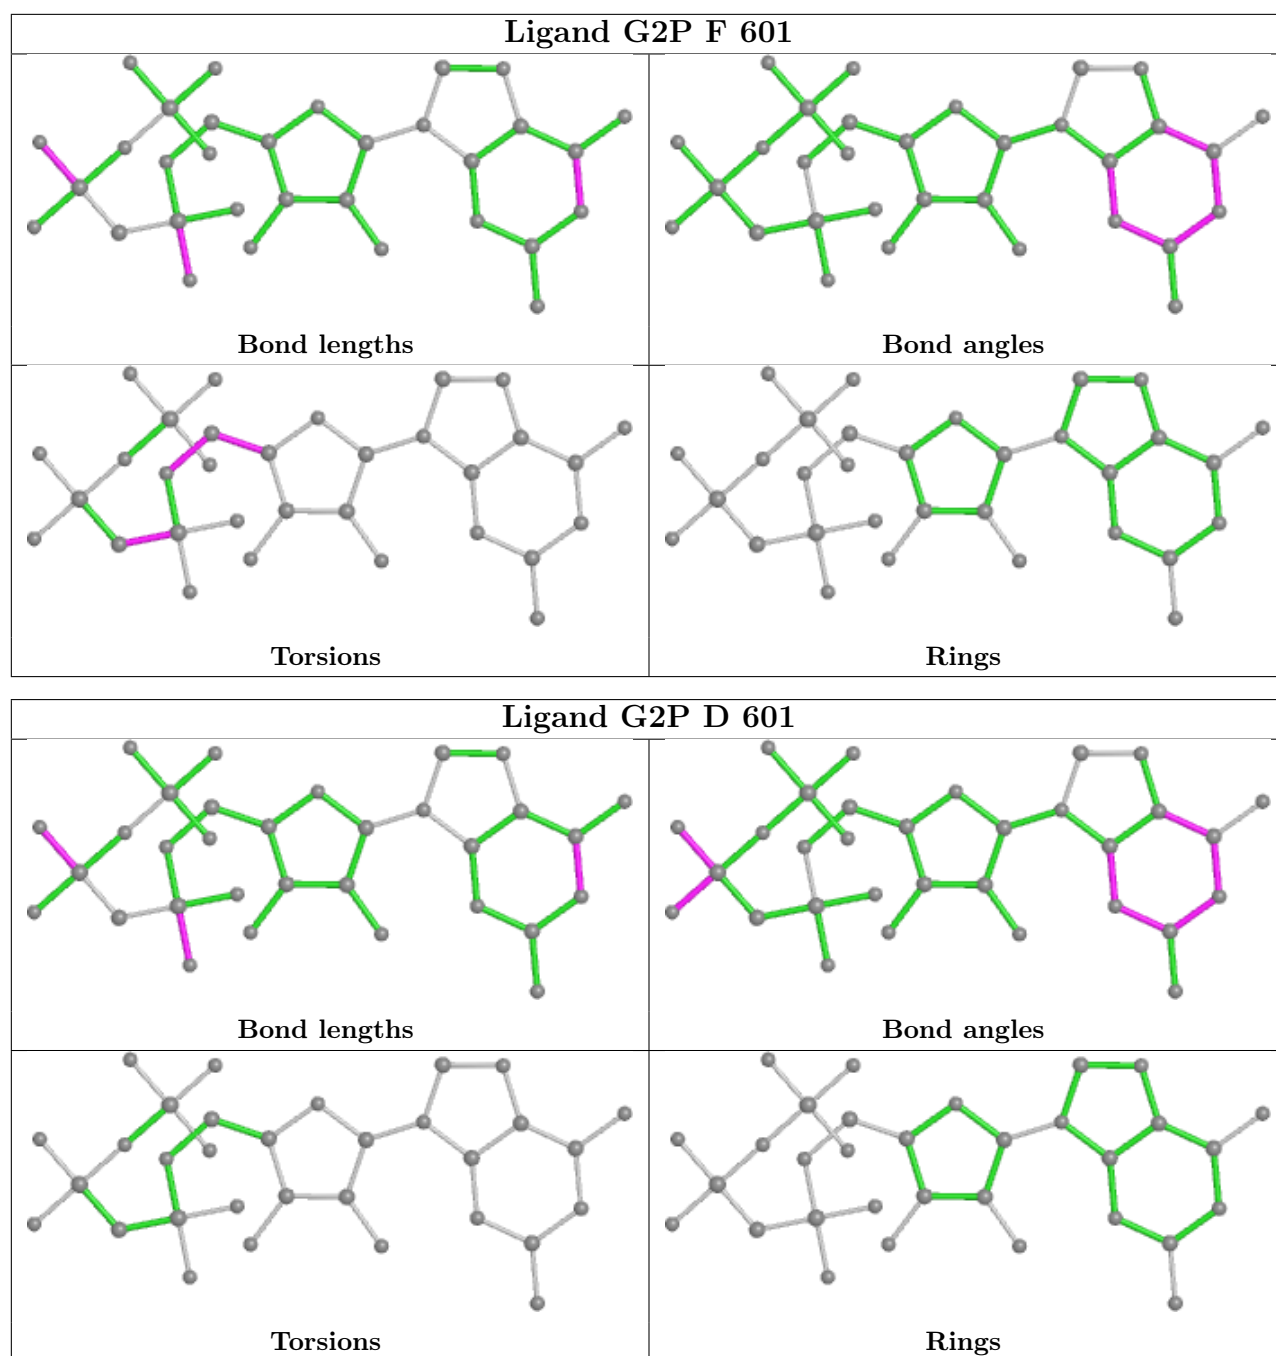 Ligand G2P F 601
Bond lengths
Bond angles
Torsions
Rings
Ligand G2P D 601
Bond lengths
Bond angles
Torsions
Rings